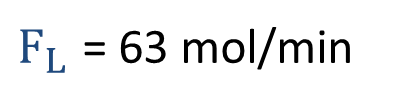 F_L = 63 mol/min